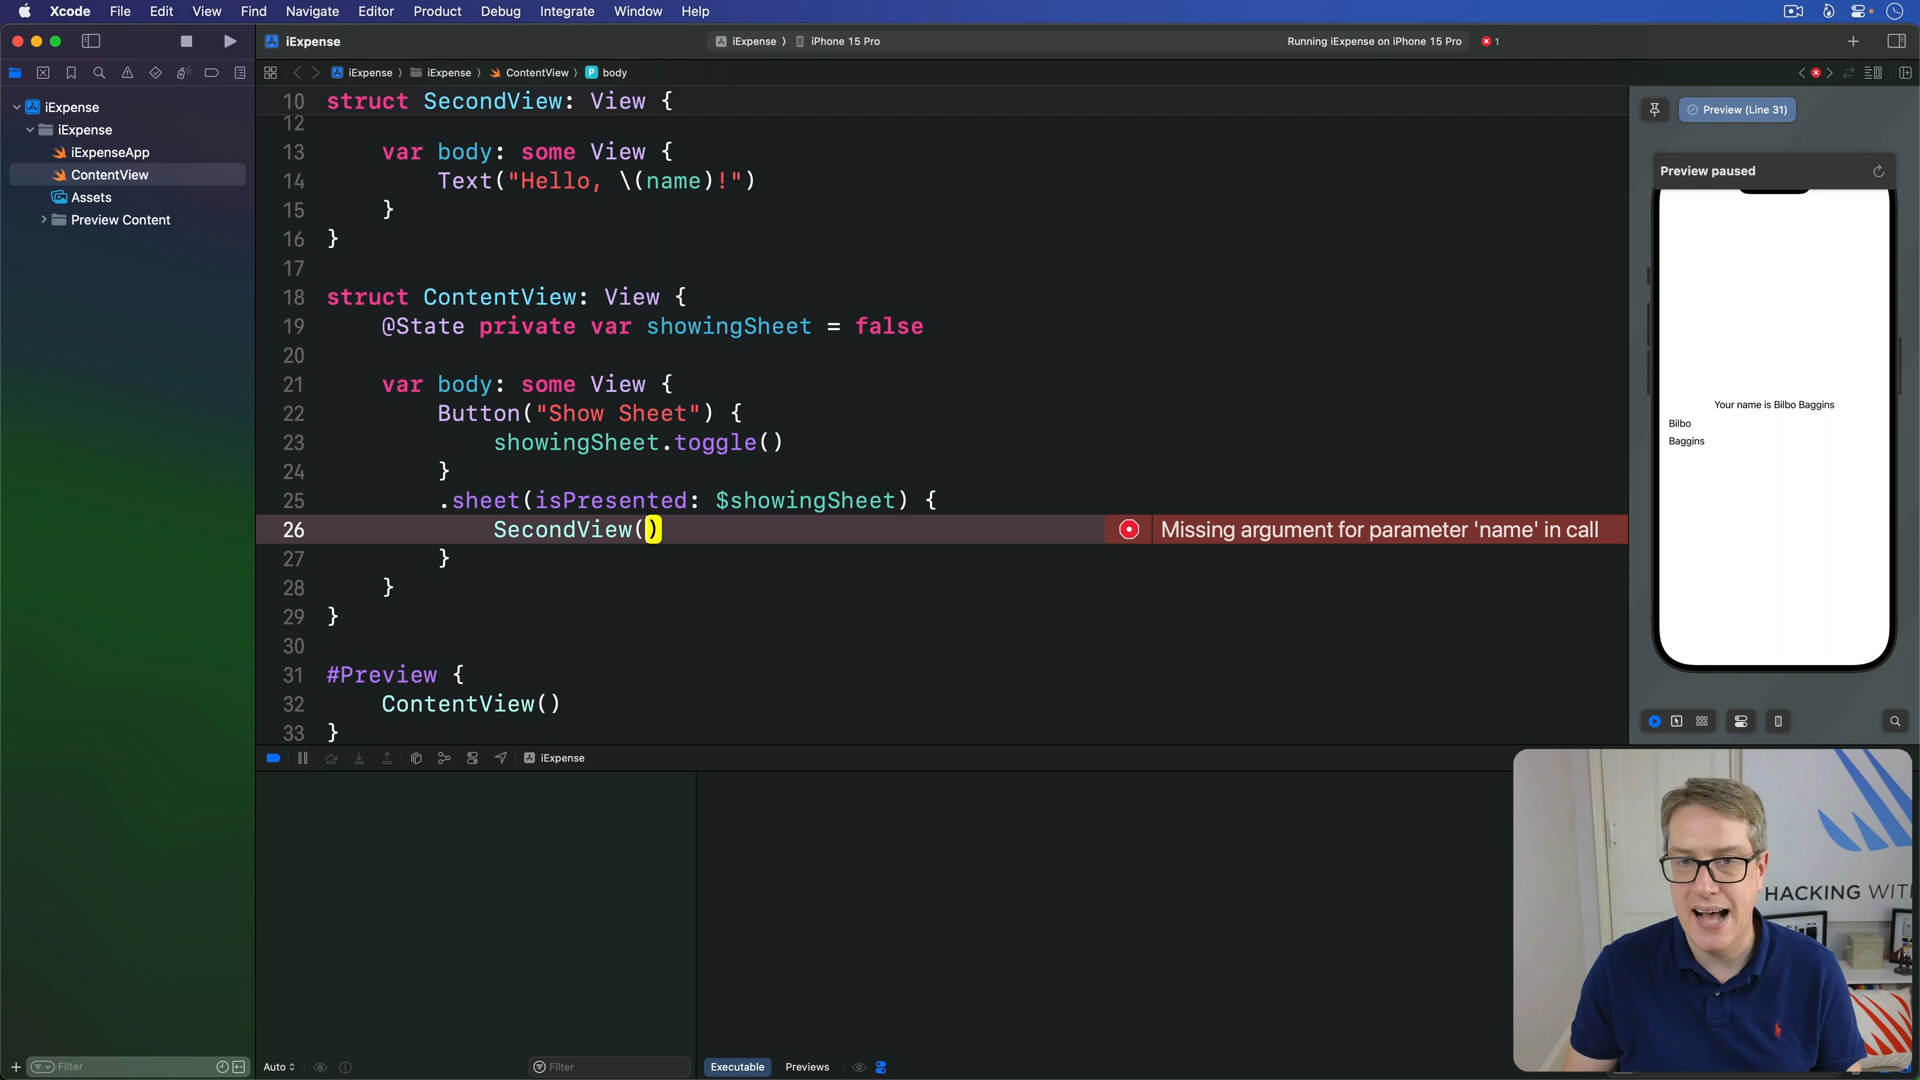 Xcode File Edit View Find Navigate Editor Product Debug Integrate Window Help
iExpense
iExpense 〉 iPhone 15 Pro
Running iExpense on iPhone 15 Pro
1
iExpense 〉 iExpense 〉 ContentView 〉 P body
iExpense
iExpense
iExpenseApp
ContentView
Assets
Preview Content
10 struct SecondView: View {
12
13 var body: some View {
14 Text("Hello, \(name)!")
15 }
16 }
17
18 struct ContentView: View {
19 @State private var showingSheet = false
20
21 var body: some View {
22 Button("Show Sheet") {
23 showingSheet.toggle()
24 }
25 .sheet(isPresented: $showingSheet) {
26 SecondView() Missing argument for parameter 'name' in call
27 }
28 }
29 }
30
31 #Preview {
32 ContentView()
33 }
Preview (Line 31)
Preview paused
Your name is Bilbo Baggins
Bilbo
Baggins
iExpense
HACKING WIT
Filter
Auto
Filter
Executable
Previews